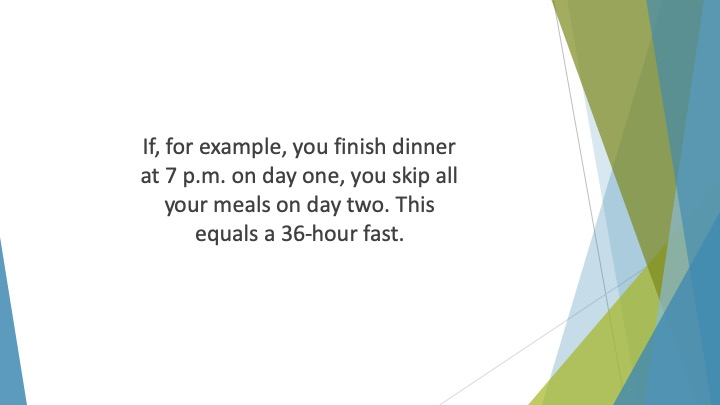 If, for example, you finish dinner
at 7 p.m. on day one, you skip all
your meals on day two. This
equals a 36-hour fast.